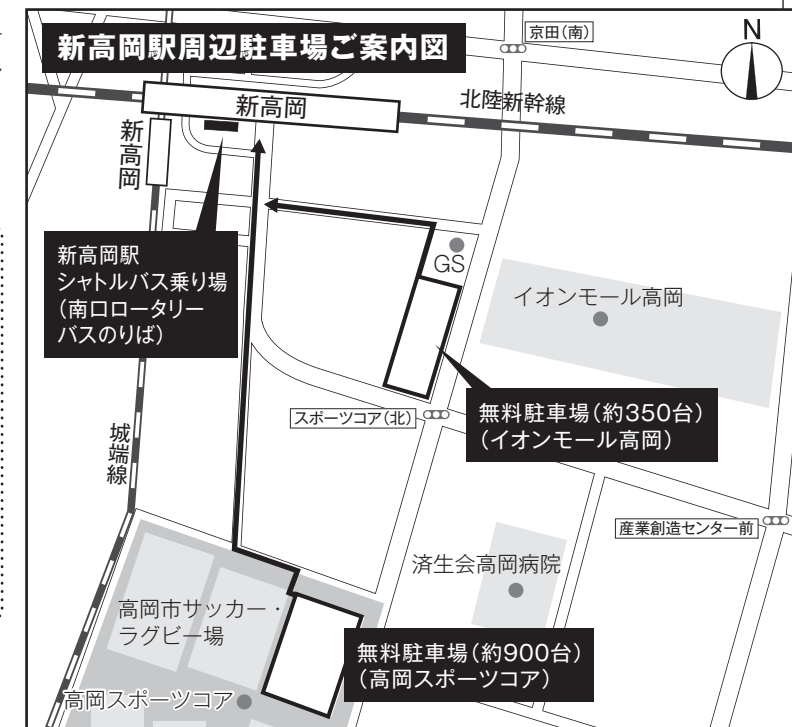 新高岡駅周辺駐車場ご案内図
京田(南)
N
新高岡
北陸新幹線
新高岡
新高岡駅
シャトルバス乗り場
(南口ロータリー
バスのりば)
GS
イオンモール高岡
スポーツコア(北)
無料駐車場(約350台)
(イオンモール高岡)
城端線
産業創造センター前
済生会高岡病院
高岡市サッカー・
ラグビー場
無料駐車場(約900台)
(高岡スポーツコア)
高岡スポーツコア